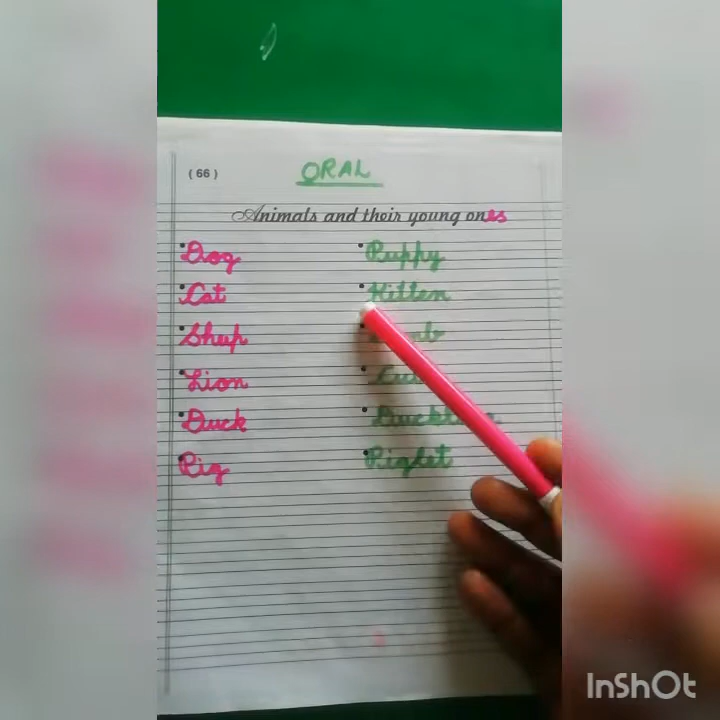 ( 66 )
ORAL
Animals and their young ones
Dog Puppy
Cat Kitten
Sheep
Lion
Duck
Pig Piglet
InShOt